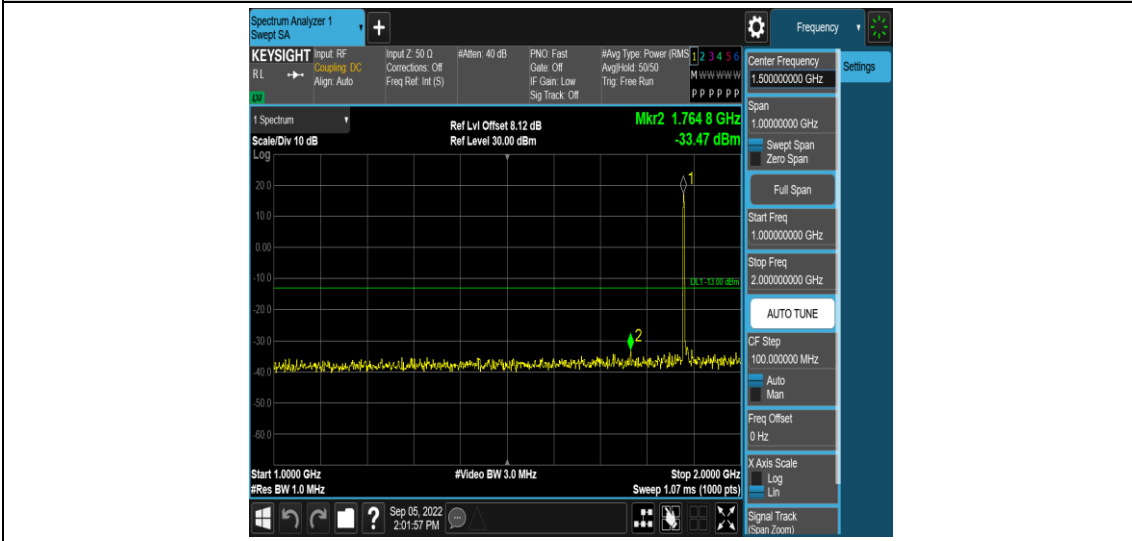 Spectrum Analyzer 1
Swept SA
+
Frequency
KEYSIGHT
RL
LXI
Input: RF
Coupling: DC
Align: Auto
Input Z: 50 Ω
Corrections: Off
Freq Ref: Int (S)
#Atten: 40 dB
PNO: Fast
Gate: Off
IF Gain: Low
Sig Track: Off
#Avg Type: Power (RMS
Avg|Hold: 50/50
Trig: Free Run
1 2 3 4 5 6
M W W W W W
P P P P P P
1 Spectrum
Scale/Div 10 dB
Log
Ref Lvl Offset 8.12 dB
Ref Level 30.00 dBm
Mkr2 1.764 8 GHz
-33.47 dBm
20.0
10.0
0.00
-10.0
-20.0
-30.0
-40.0
-50.0
-60.0
1
DL1 -13.00 dBm
2
Start 1.0000 GHz
#Res BW 1.0 MHz
#Video BW 3.0 MHz
Stop 2.0000 GHz
Sweep 1.07 ms (1000 pts)
Center Frequency
1.500000000 GHz
Settings
Span
1.00000000 GHz
Swept Span
Zero Span
Full Span
Start Freq
1.000000000 GHz
Stop Freq
2.000000000 GHz
AUTO TUNE
CF Step
100.000000 MHz
Auto
Man
Freq Offset
0 Hz
X Axis Scale
Log
Lin
Signal Track
(Span Zoom)
?
Sep 05, 2022
2:01:57 PM